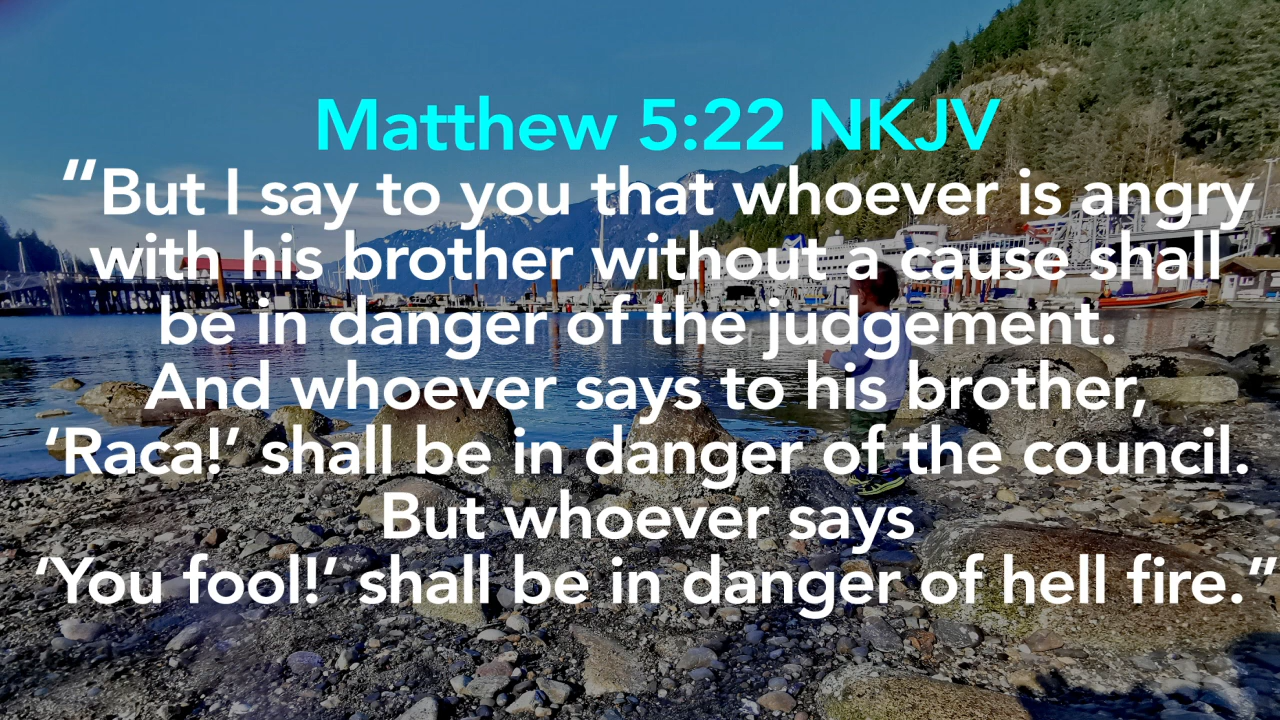 Matthew 5:22 NKJV
“But I say to you that whoever is angry
with his brother without a cause shall
be in danger of the judgement.
And whoever says to his brother,
‘Raca!’ shall be in danger of the council.
But whoever says
‘You fool!’ shall be in danger of hell fire.”